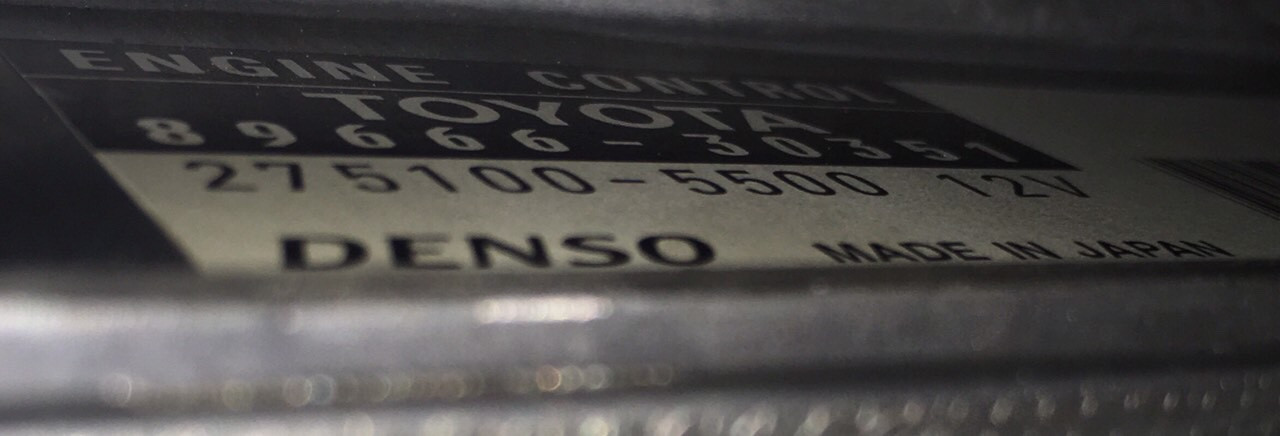 ENGINE CONTROL
TOYOTA
89666-30351
275100-5500 12V
DENSO MADE IN JAPAN